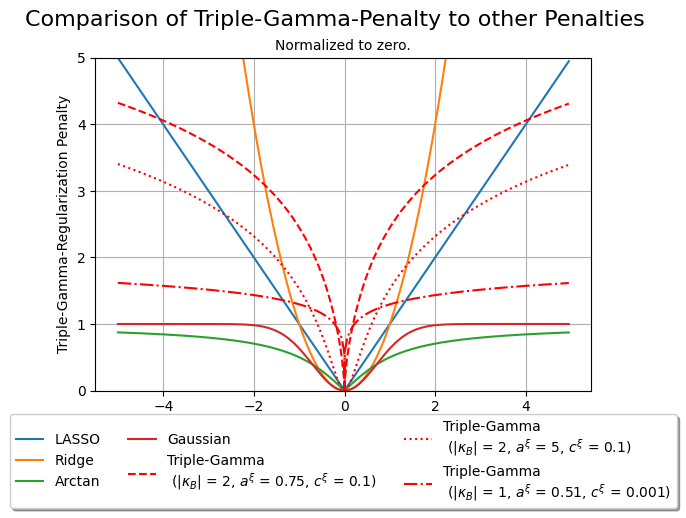 Comparison of Triple-Gamma-Penalty to other Penalties
Normalized to zero.
Triple-Gamma-Regularization Penalty
5
4
3
2
1
0
−4
−2
0
2
4
LASSO
Ridge
Arctan
Gaussian
Triple-Gamma
(|κ_B| = 2, a^ξ = 0.75, c^ξ = 0.1)
Triple-Gamma
(|κ_B| = 2, a^ξ = 5, c^ξ = 0.1)
Triple-Gamma
(|κ_B| = 1, a^ξ = 0.51, c^ξ = 0.001)